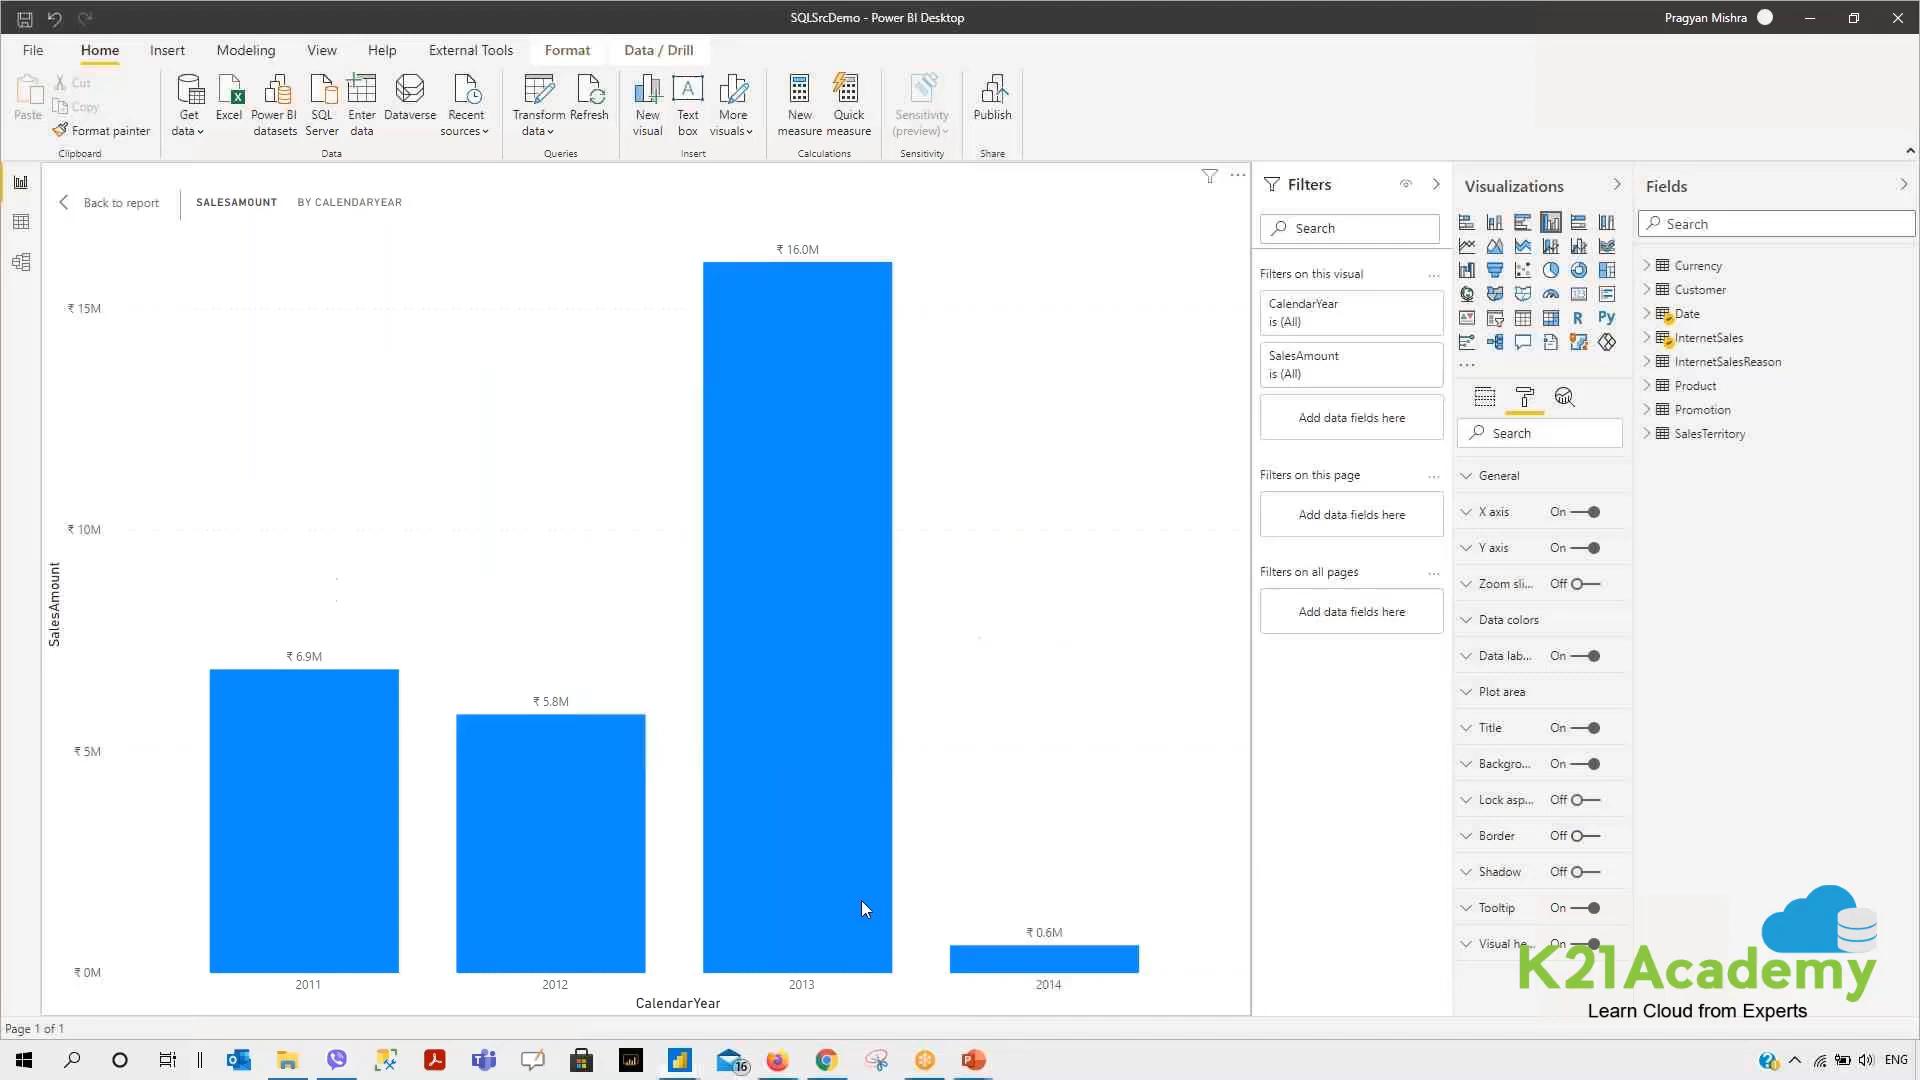 SQLSrcDemo - Power BI Desktop
Pragyan Mishra
File Home Insert Modeling View Help External Tools Format Data / Drill
Paste
Cut
Copy
Format painter
Clipboard
Get data
Excel
Power BI datasets
SQL Server
Enter data
Dataverse
Recent sources
Data
Transform data
Refresh
Queries
New visual
A
Text box
More visuals
Insert
New measure
Quick measure
Calculations
Sensitivity (preview)
Sensitivity
Publish
Share
Back to report
SALESAMOUNT
BY CALENDARYEAR
₹ 16.0M
₹ 15M
₹ 10M
₹ 6.9M
₹ 5.8M
₹ 5M
₹ 0.6M
₹ 0M
SalesAmount
2011 2012 2013 2014
CalendarYear
Filters
Search
Filters on this visual
CalendarYear
is (All)
SalesAmount
is (All)
Add data fields here
Filters on this page
Add data fields here
Filters on all pages
Add data fields here
Visualizations
R Py
Search
General
X axis On
Y axis On
Zoom sli... Off
Data colors
Data lab... On
Plot area
Title On
Backgro... On
Lock asp... Off
Border Off
Shadow Off
Tooltip On
Visual he... On
Fields
Search
Currency
Customer
Date
InternetSales
InternetSalesReason
Product
Promotion
SalesTerritory
K21Academy
Learn Cloud from Experts
Page 1 of 1
16
ENG